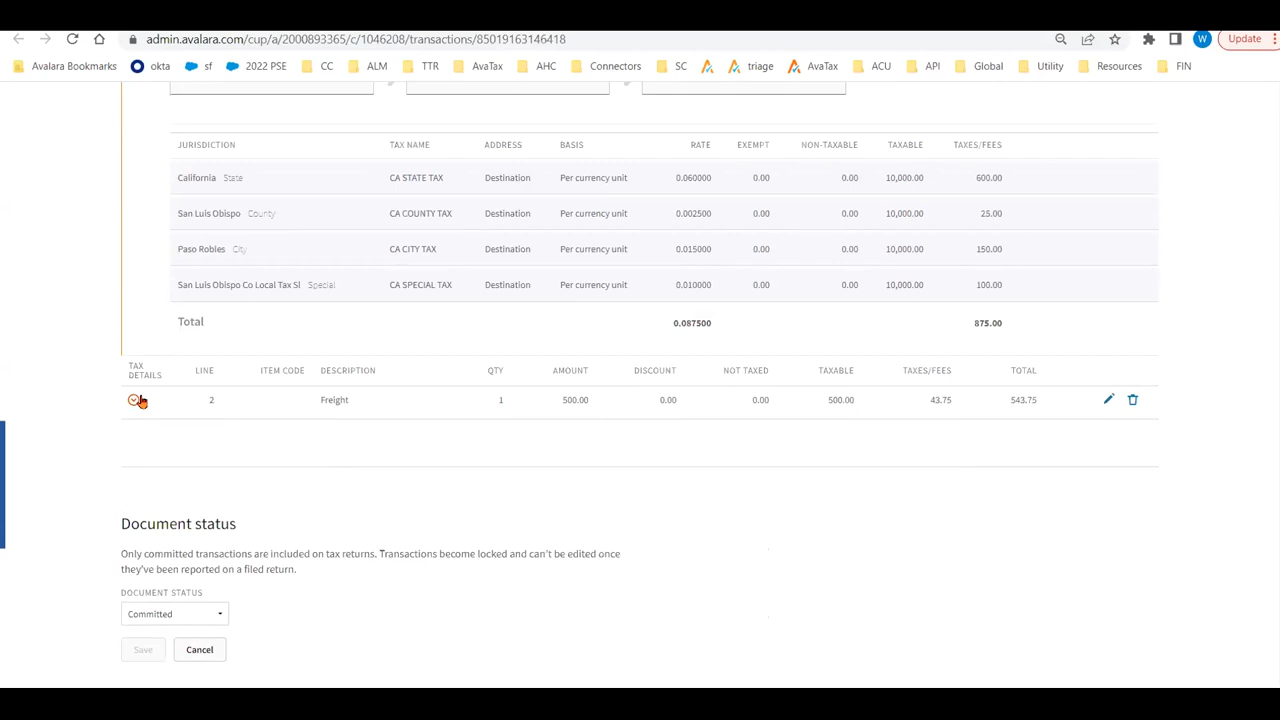 admin.avalara.com/cup/a/2000893365/c/1046208/transactions/85019163146418 W Update
Avalara Bookmarks okta sf 2022 PSE CC ALM TTR AvaTax AHC Connectors SC triage AvaTax ACU API Global Utility Resources FIN
JURISDICTION TAX NAME ADDRESS BASIS RATE EXEMPT NON-TAXABLE TAXABLE TAXES/FEES
California State CA STATE TAX Destination Per currency unit 0.060000 0.00 0.00 10,000.00 600.00
San Luis Obispo County CA COUNTY TAX Destination Per currency unit 0.002500 0.00 0.00 10,000.00 25.00
Paso Robles City CA CITY TAX Destination Per currency unit 0.015000 0.00 0.00 10,000.00 150.00
San Luis Obispo Co Local Tax Sl Special CA SPECIAL TAX Destination Per currency unit 0.010000 0.00 0.00 10,000.00 100.00
Total 0.087500 875.00
TAX
DETAILS LINE ITEM CODE DESCRIPTION QTY AMOUNT DISCOUNT NOT TAXED TAXABLE TAXES/FEES TOTAL
2 Freight 1 500.00 0.00 0.00 500.00 43.75 543.75
Document status
Only committed transactions are included on tax returns. Transactions become locked and can't be edited once
they've been reported on a filed return.
DOCUMENT STATUS
Committed
Save Cancel